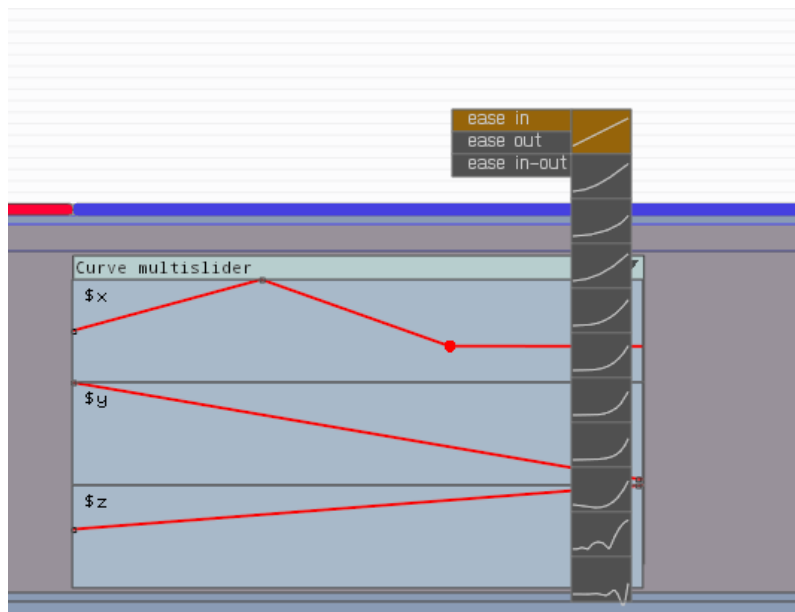 ease in
ease out
ease in-out
Curve multislider
$x
$y
$z